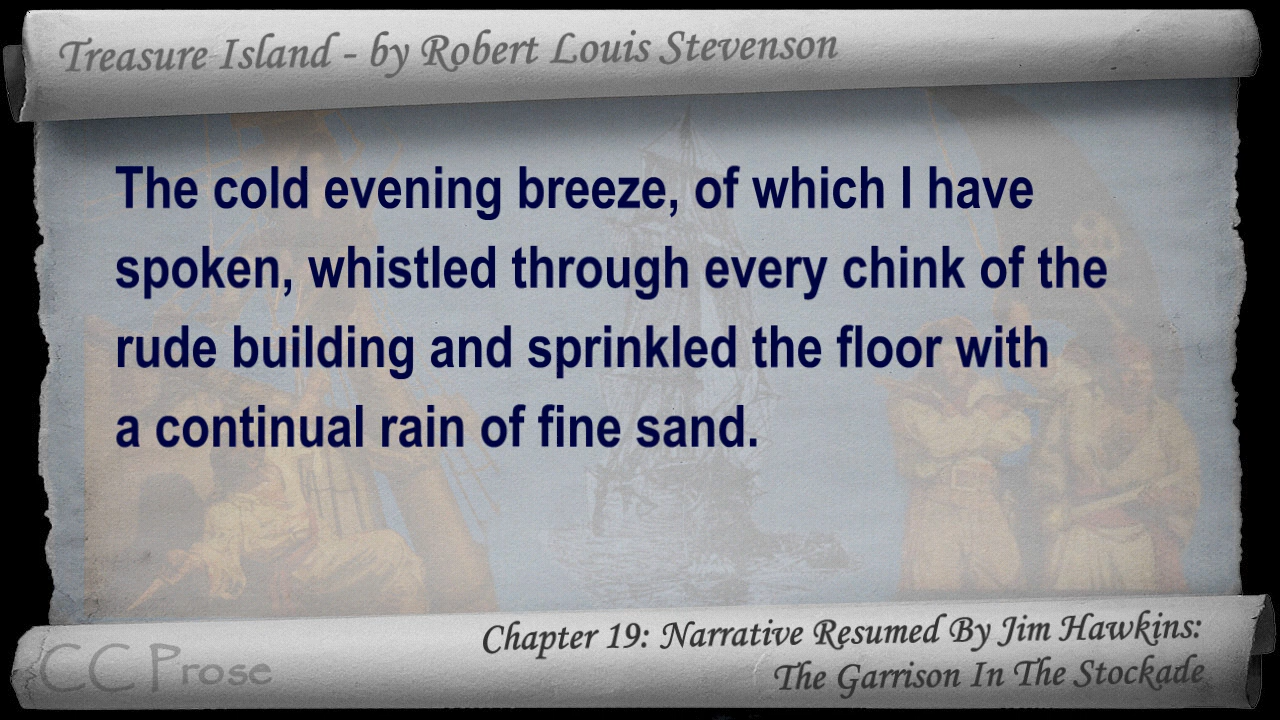 Treasure Island - by Robert Louis Stevenson
The cold evening breeze, of which I have
spoken, whistled through every chink of the
rude building and sprinkled the floor with
a continual rain of fine sand.
Chapter 19: Narrative Resumed By Jim Hawkins:
The Garrison In The Stockade
CC Prose